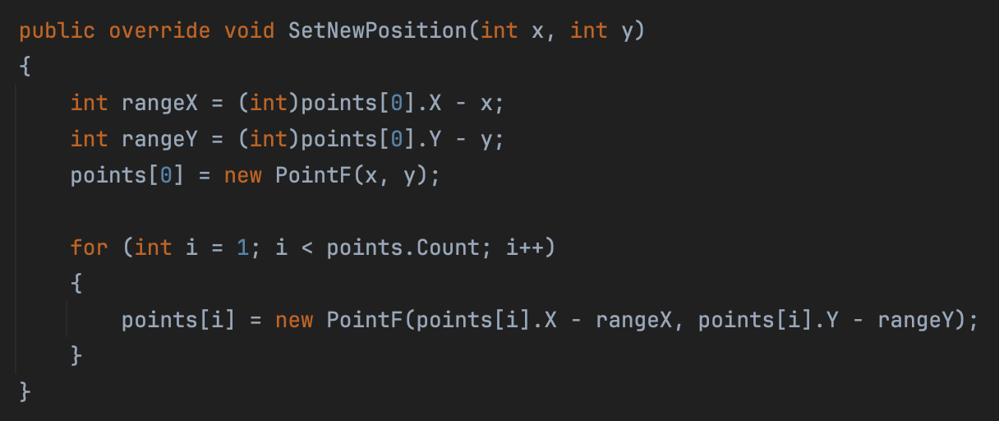 public override void SetNewPosition(int x, int y)
{
    int rangeX = (int)points[0].X - x;
    int rangeY = (int)points[0].Y - y;
    points[0] = new PointF(x, y);

    for (int i = 1; i < points.Count; i++)
    {
        points[i] = new PointF(points[i].X - rangeX, points[i].Y - rangeY);
    }
}